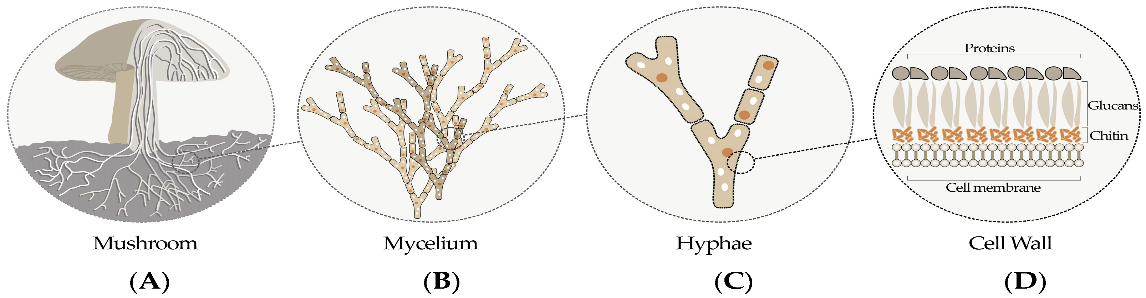 Proteins
Glucans
Chitin
Cell membrane
Mushroom
Mycelium
Hyphae
Cell Wall
(A)
(B)
(C)
(D)